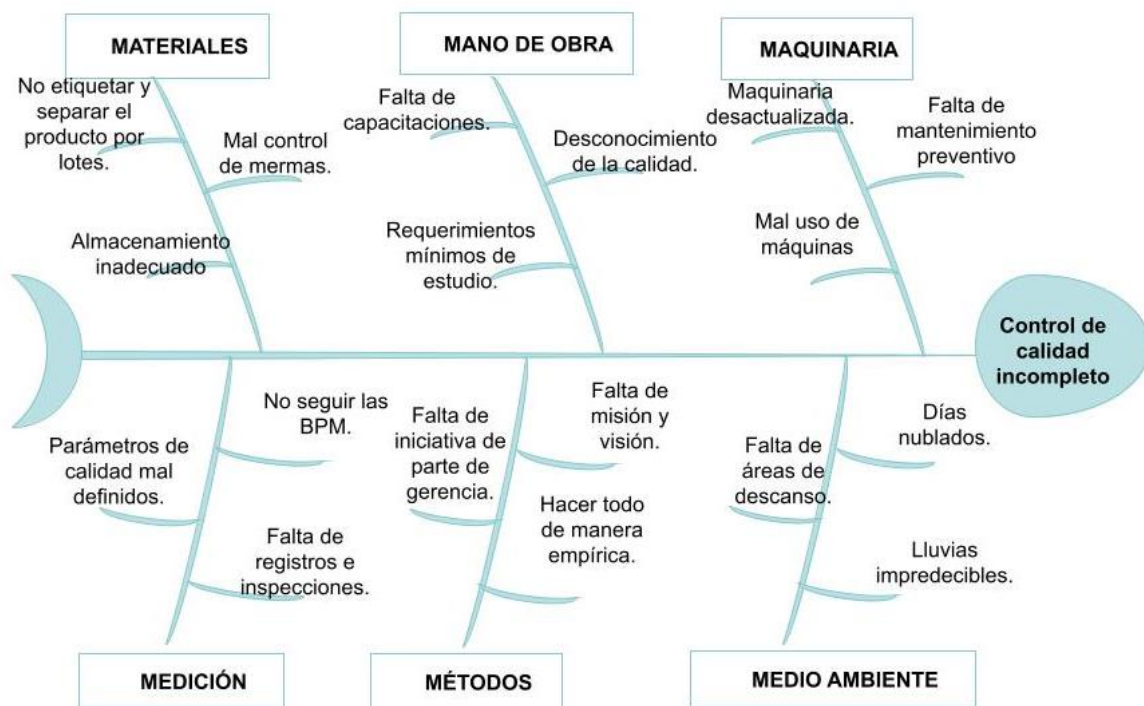 MATERIALES
No etiquetar y
separar el
producto por
lotes.
Mal control
de mermas.
Almacenamiento
inadecuado
MANO DE OBRA
Falta de
capacitaciones.
Desconocimiento
de la calidad.
Requerimientos
mínimos de
estudio.
MAQUINARIA
Maquinaria
desactualizada.
Falta de
mantenimiento
preventivo
Mal uso de
máquinas
Control de
calidad
incompleto
No seguir las
BPM.
Parámetros de
calidad mal
definidos.
Falta de
registros e
inspecciones.
MEDICIÓN
Falta de
misión y
visión.
Falta de
iniciativa de
parte de
gerencia.
Hacer todo
de manera
empírica.
MÉTODOS
Días
nublados.
Falta de
áreas de
descanso.
Lluvias
impredecibles.
MEDIO AMBIENTE